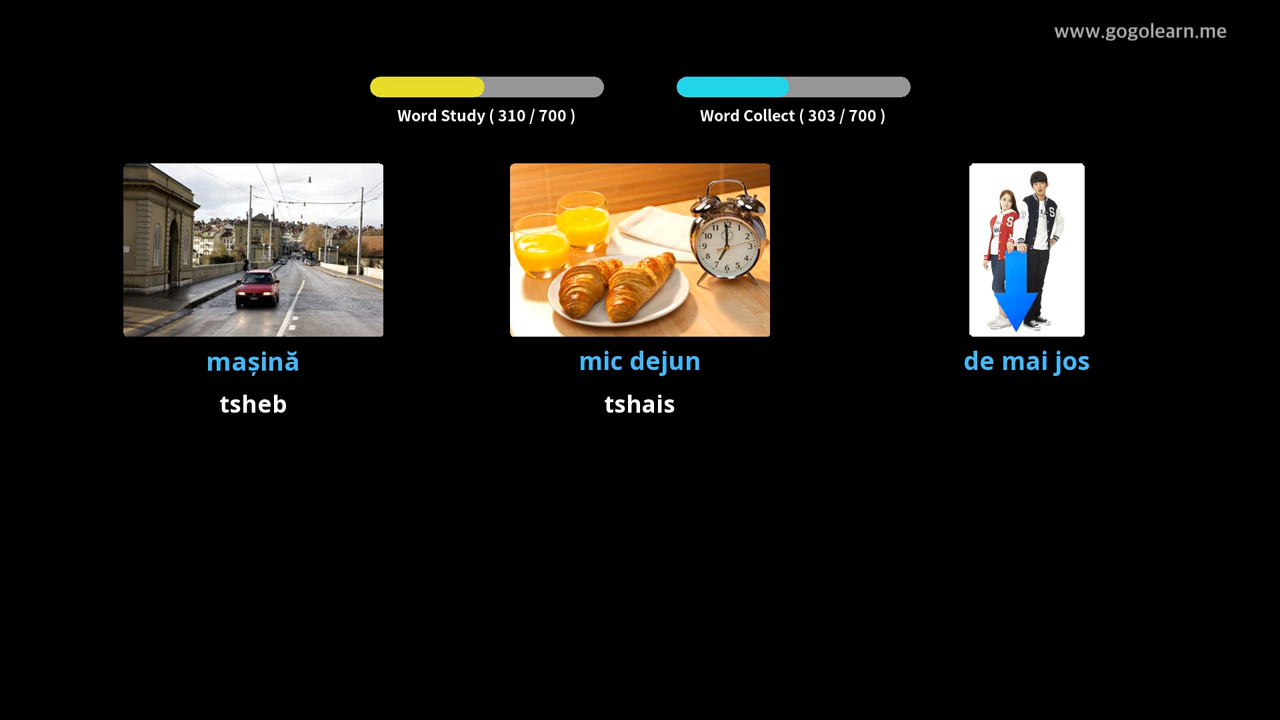 www.gogolearn.me
Word Study ( 310 / 700 )
Word Collect ( 303 / 700 )
mașină
mic dejun
de mai jos
tsheb
tshais